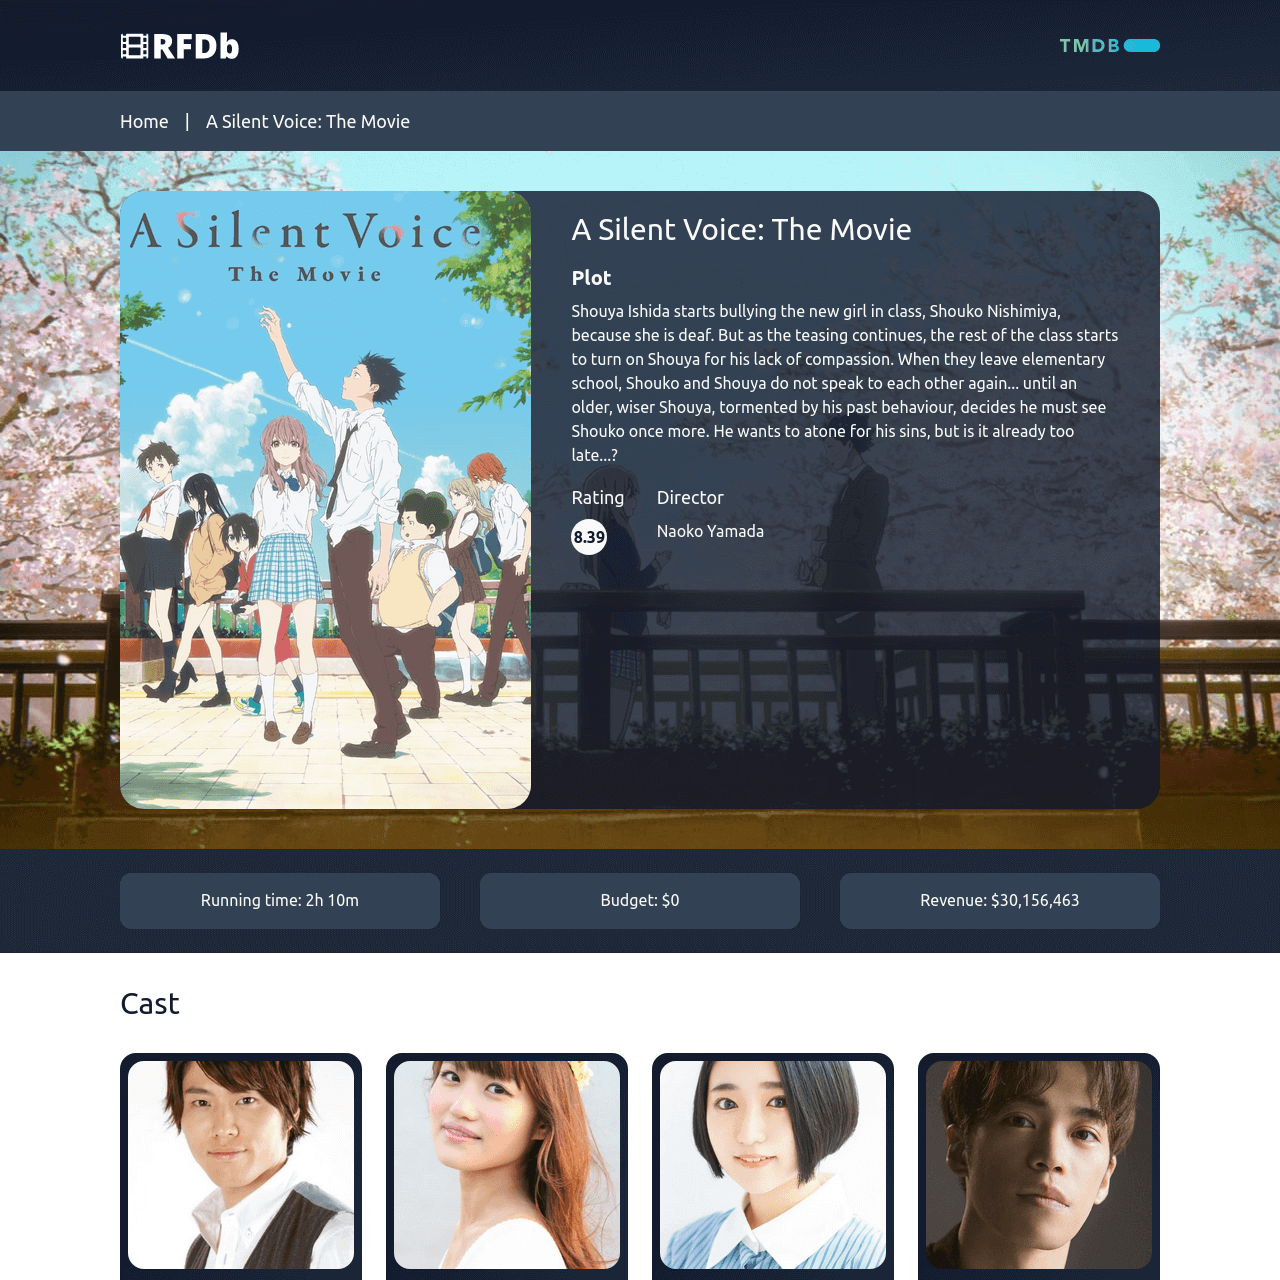 RFDb
TMDB
Home | A Silent Voice: The Movie
A Silent Voice
The Movie
A Silent Voice: The Movie
Plot
Shouya Ishida starts bullying the new girl in class, Shouko Nishimiya,
because she is deaf. But as the teasing continues, the rest of the class starts
to turn on Shouya for his lack of compassion. When they leave elementary
school, Shouko and Shouya do not speak to each other again... until an
older, wiser Shouya, tormented by his past behaviour, decides he must see
Shouko once more. He wants to atone for his sins, but is it already too
late...?
Rating Director
8.39 Naoko Yamada
Running time: 2h 10m
Budget: $0
Revenue: $30,156,463
Cast